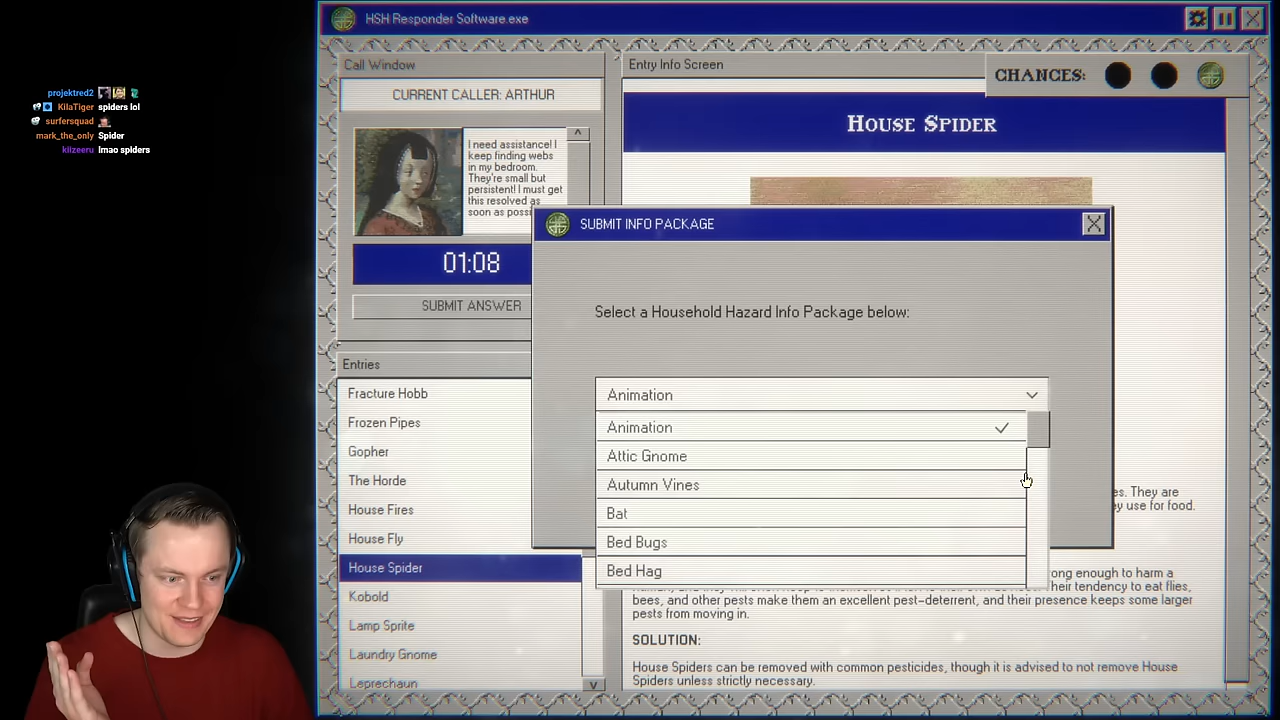 projektred2
KilaTiger spiders lol
surfersquad
mark_the_only Spider
kiizeeru lmao spiders
HSH Responder Software.exe
Call Window
CURRENT CALLER: ARTHUR
I need assistance! I
keep finding webs
in my bedroom.
They're small but
persistent! I must get
this resolved as
soon as possi
01:08
SUBMIT ANSWER
Entries
Fracture Hobb
Frozen Pipes
Gopher
The Horde
House Fires
House Fly
House Spider
Kobold
Lamp Sprite
Laundry Gnome
Leprechaun
Entry Info Screen
CHANCES:
HOUSE SPIDER
SUBMIT INFO PACKAGE
Select a Household Hazard Info Package below:
Animation
Animation
Attic Gnome
Autumn Vines
Bat
Bed Bugs
Bed Hag
es. They are
ey use for food.
ong enough to harm a
Their tendency to eat flies,
bees, and other pests make them an excellent pest-deterrent, and their presence keeps some larger
pests from moving in.
SOLUTION:
House Spiders can be removed with common pesticides, though it is advised to not remove House
Spiders unless strictly necessary.